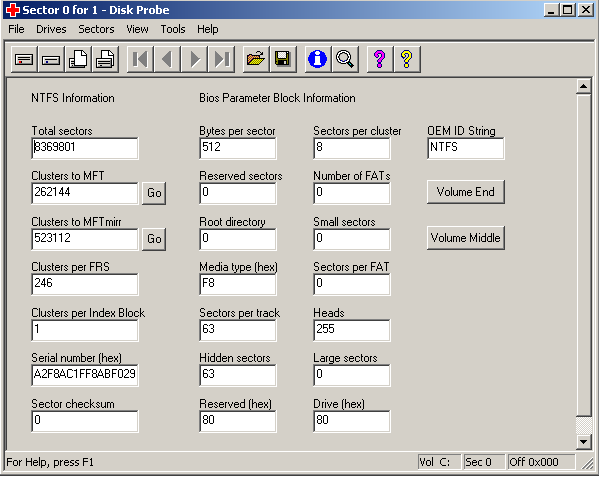 Sector 0 for 1 - Disk Probe
File Drives Sectors View Tools Help
NTFS Information Bios Parameter Block Information
Total sectors Bytes per sector Sectors per cluster OEM ID String
8369801 512 8 NTFS
Clusters to MFT Reserved sectors Number of FATs
262144 Go 0 0 Volume End
Clusters to MFTmirr Root directory Small sectors
523112 Go 0 0 Volume Middle
Clusters per FRS Media type (hex) Sectors per FAT
246 F8 0
Clusters per Index Block Sectors per track Heads
1 63 255
Serial number (hex) Hidden sectors Large sectors
A2F8AC1FF8ABF029 63 0
Sector checksum Reserved (hex) Drive (hex)
0 80 80
For Help, press F1 Vol C: Sec 0 Off 0x000